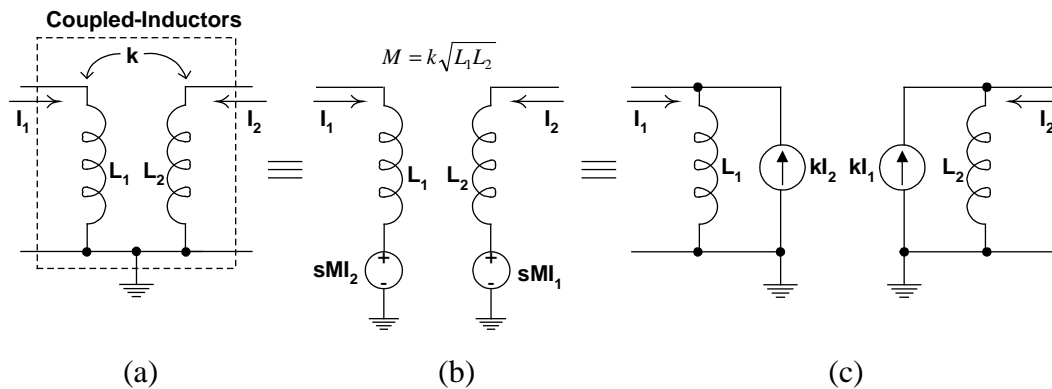 Coupled-Inductors
k
I₁
I₂
L₁
L₂
M = k√L₁L₂
I₁
I₂
L₁
L₂
sMI₂
+
-
+
-
sMI₁
I₁
I₂
L₁
kI₂
kI₁
L₂
(a)
(b)
(c)